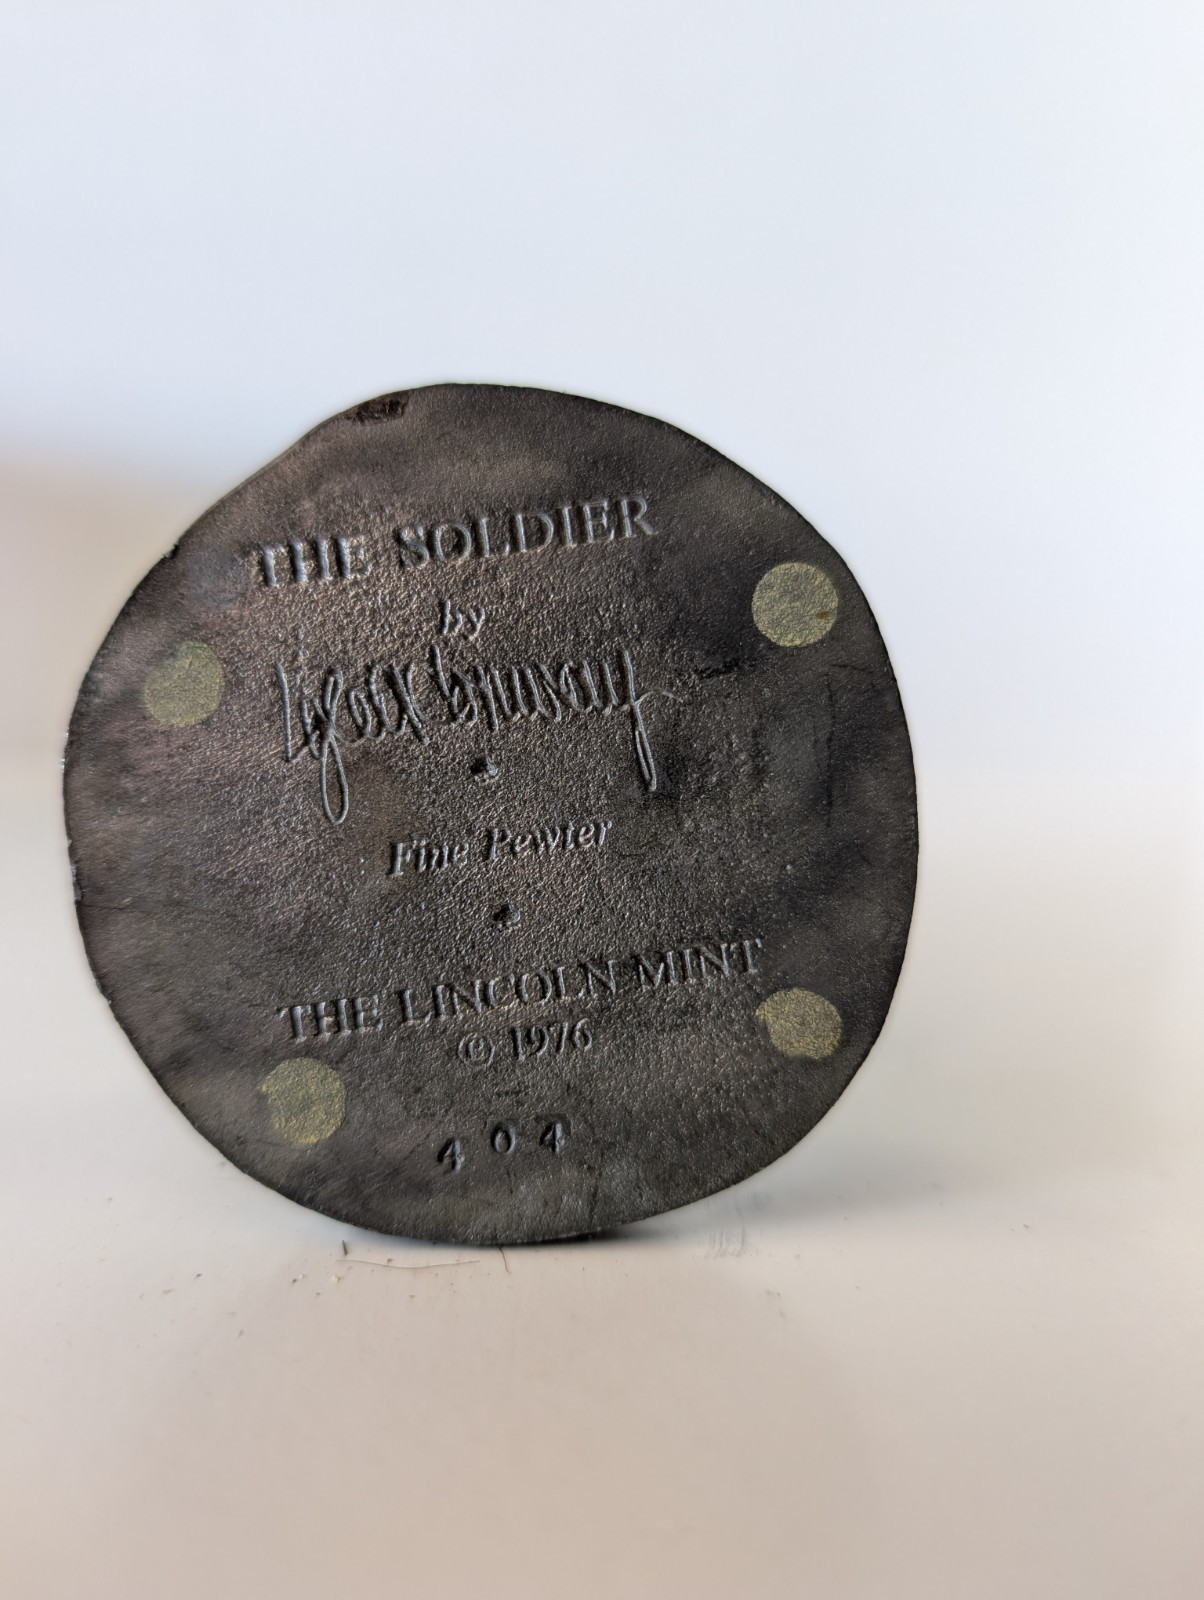 THE SOLDIER
by
Fine Pewter
THE LINCOLN MINT
© 1976
404